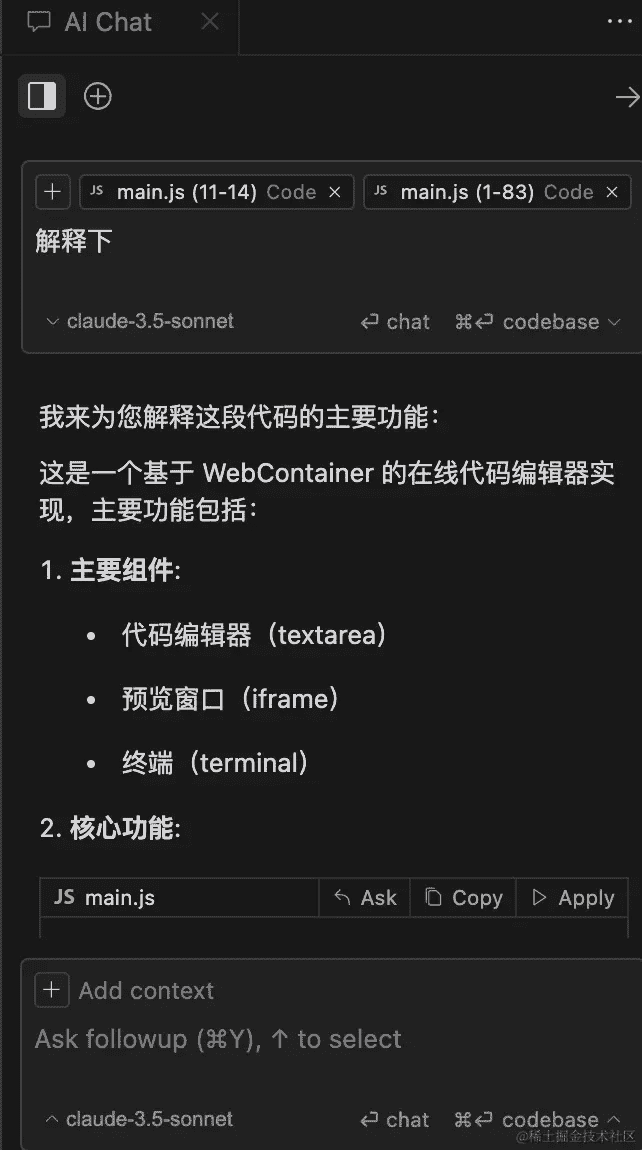 AI Chat
JS main.js (11-14) Code JS main.js (1-83) Code
解释下
claude-3.5-sonnet chat ⌘ codebase
我来为您解释这段代码的主要功能：
这是一个基于 WebContainer 的在线代码编辑器实
现，主要功能包括：
1. 主要组件:
• 代码编辑器（textarea）
• 预览窗口（iframe）
• 终端（terminal）
2. 核心功能:
JS main.js Ask Copy Apply
Add context
Ask followup (⌘Y), ↑ to select
claude-3.5-sonnet chat ⌘ codebase
@稀土掘金技术社区